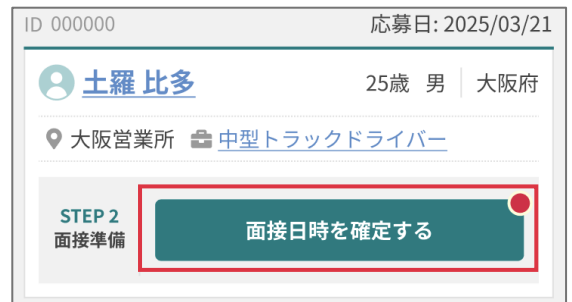 ID 000000 応募日: 2025/03/21
土羅 比多 25歳 男 大阪府
大阪営業所 中型トラックドライバー
STEP 2
面接準備
面接日時を確定する